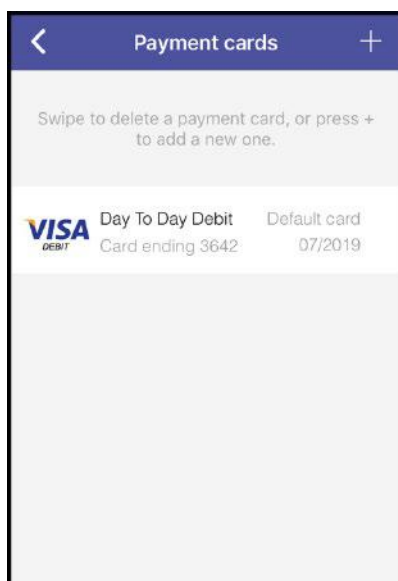 Payment cards +
Swipe to delete a payment card, or press +
to add a new one.
VISA
DEBIT
Day To Day Debit
Default card
Card ending 3642
07/2019